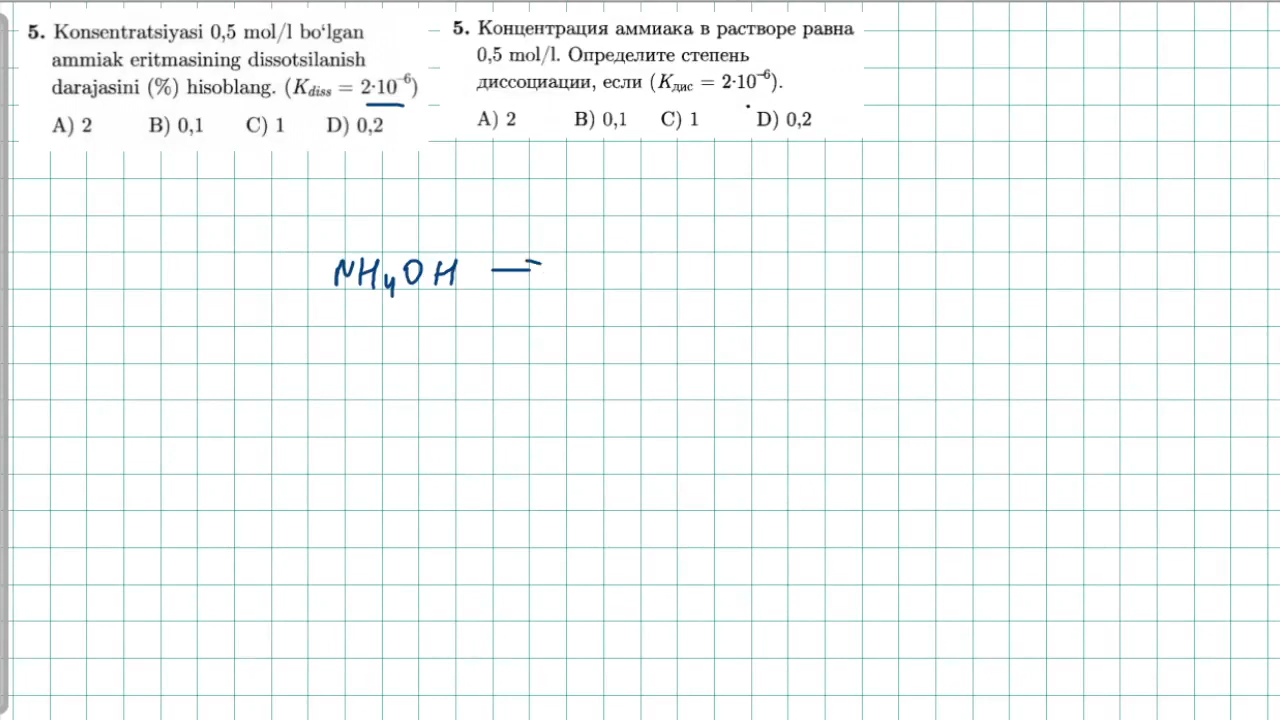 5. Konsentratsiyasi 0,5 mol/l bo‘lgan
ammiak eritmasining dissotsilanish
darajasini (%) hisoblang. (K_diss = 2·10⁻⁶)
A) 2 B) 0,1 C) 1 D) 0,2
5. Концентрация аммиака в растворе равна
0,5 mol/l. Определите степень
диссоциации, если (K_дис = 2·10⁻⁶).
A) 2 B) 0,1 C) 1 D) 0,2
NH₄OH →